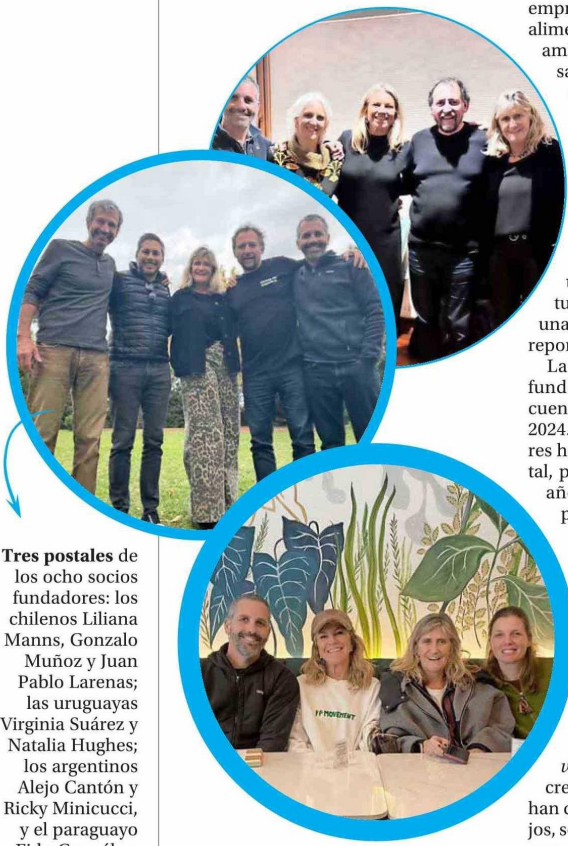 Tres postales de
los ocho socios
fundadores: los
chilenos Liliana
Manns, Gonzalo
Muñoz y Juan
Pablo Larenas;
las uruguayas
Virginia Suárez y
Natalia Hughes;
los argentinos
Alejo Cantón y
Ricky Minicucci,
y el paraguayo
FP MOVEMENT
empr
alime
am
sa
u
tu
una
repor
La
fund
cuen
2024.
res h
tal, p
añ
p
v
cre
han c
jos, s